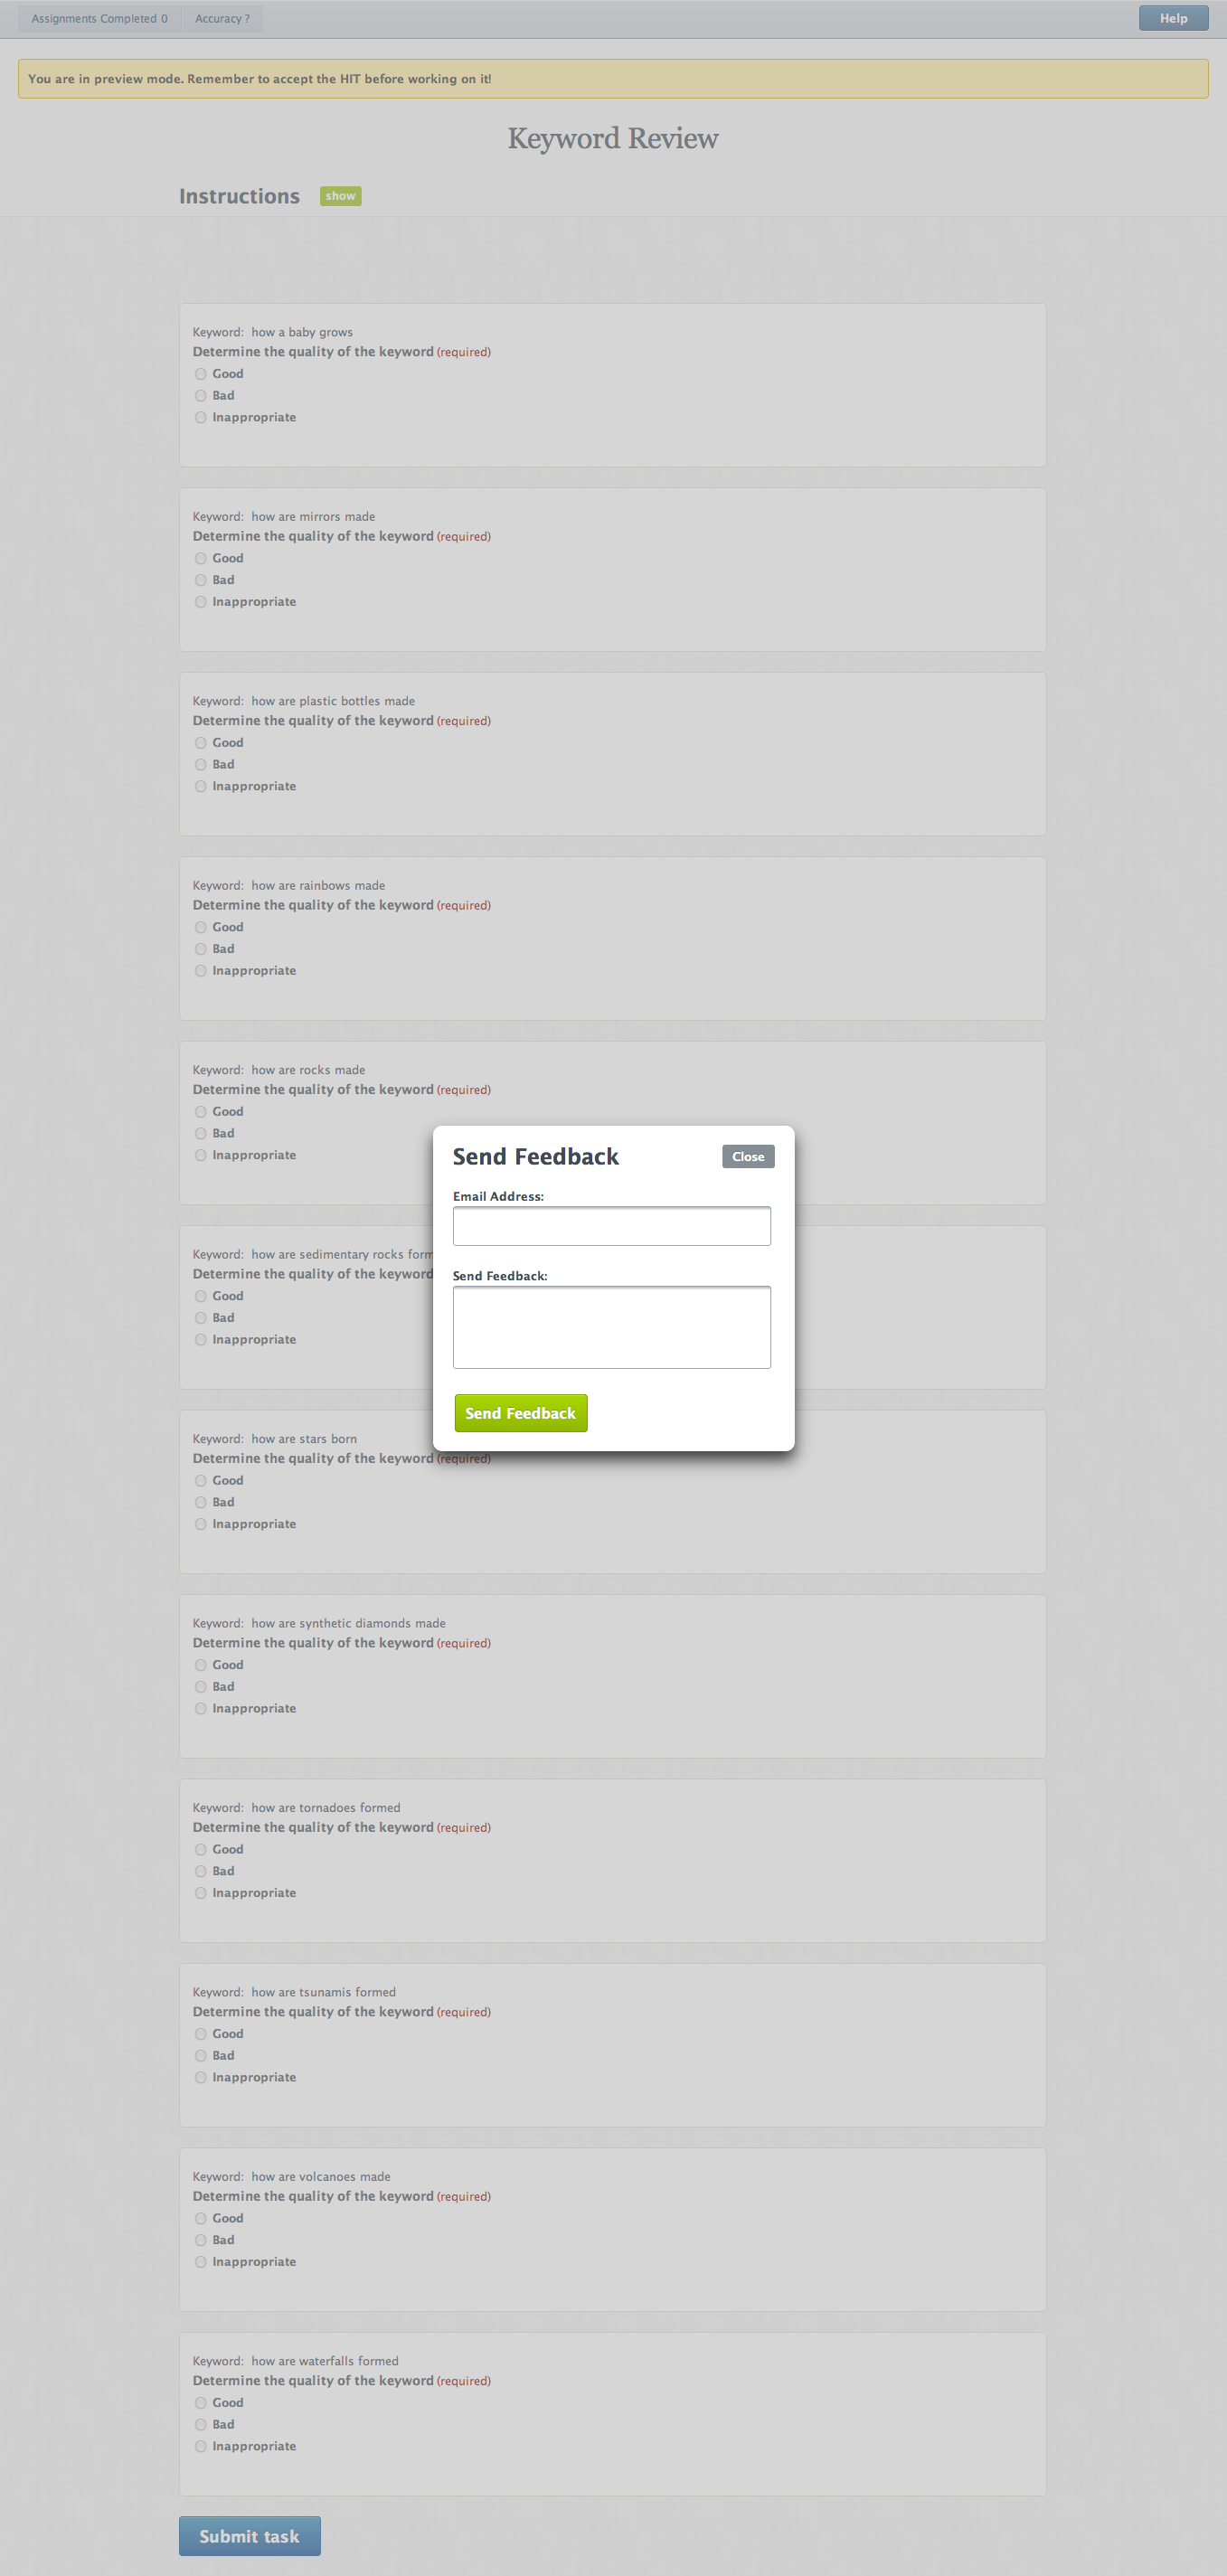 Assignments Completed 0 Accuracy ? Help
You are in preview mode. Remember to accept the HIT before working on it!
Keyword Review
Instructions show
Keyword: how a baby grows
Determine the quality of the keyword (required)
Good
Bad
Inappropriate
Keyword: how are mirrors made
Determine the quality of the keyword (required)
Good
Bad
Inappropriate
Keyword: how are plastic bottles made
Determine the quality of the keyword (required)
Good
Bad
Inappropriate
Keyword: how are rainbows made
Determine the quality of the keyword (required)
Good
Bad
Inappropriate
Keyword: how are rocks made
Determine the quality of the keyword (required)
Good
Bad
Inappropriate
Send Feedback Close
Email Address:
Send Feedback:
Send Feedback
Keyword: how are sedimentary rocks form
Determine the quality of the keyword
Good
Bad
Inappropriate
Keyword: how are stars born
Determine the quality of the keyword (required)
Good
Bad
Inappropriate
Keyword: how are synthetic diamonds made
Determine the quality of the keyword (required)
Good
Bad
Inappropriate
Keyword: how are tornadoes formed
Determine the quality of the keyword (required)
Good
Bad
Inappropriate
Keyword: how are tsunamis formed
Determine the quality of the keyword (required)
Good
Bad
Inappropriate
Keyword: how are volcanoes made
Determine the quality of the keyword (required)
Good
Bad
Inappropriate
Keyword: how are waterfalls formed
Determine the quality of the keyword (required)
Good
Bad
Inappropriate
Submit task